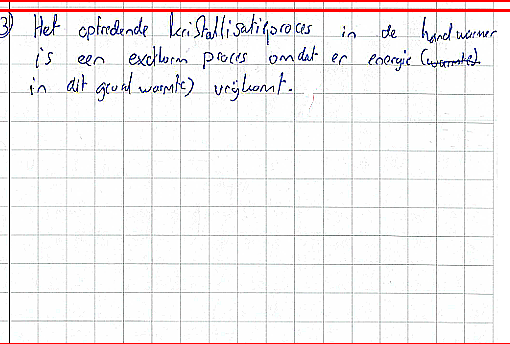 3) Het optredende kristallisatieproces in de handwarmer
is een exotherm proces omdat er energie (warmte)
in dit geval warmte) vrijkomt.